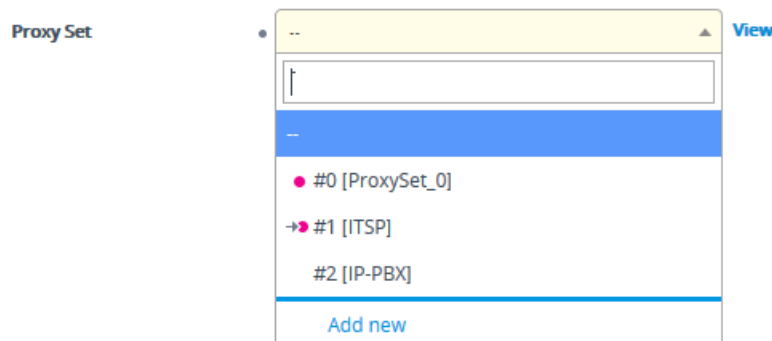 Proxy Set
--
View
--
#0 [ProxySet_0]
#1 [ITSP]
#2 [IP-PBX]
Add new